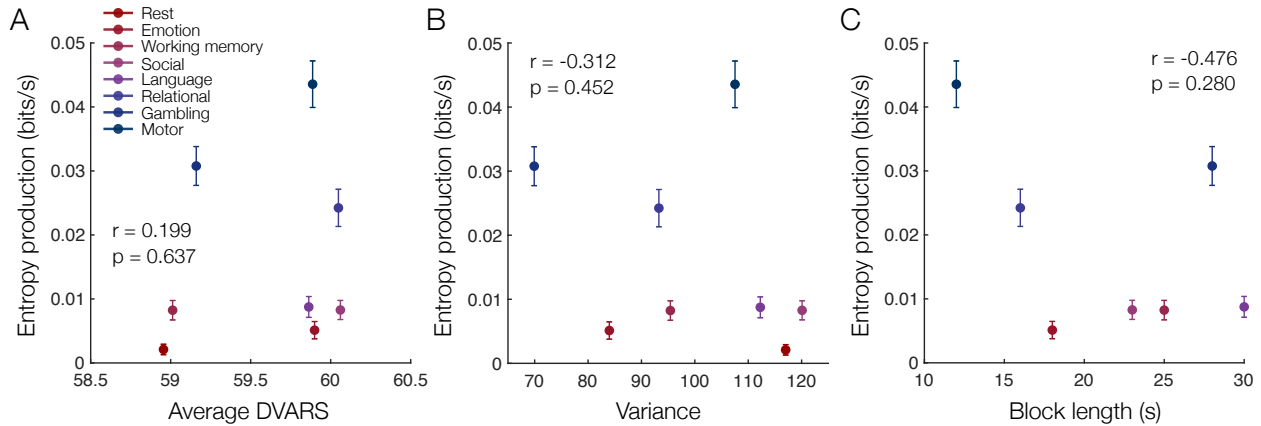 A
Rest
Emotion
Working memory
Social
Language
Relational
Gambling
Motor
Entropy production (bits/s)
0.05
0.04
0.03
0.02
0.01
0
r = 0.199
p = 0.637
58.5 59 59.5 60 60.5
Average DVARS
B
Entropy production (bits/s)
0.05
0.04
0.03
0.02
0.01
0
r = -0.312
p = 0.452
70 80 90 100 110 120
Variance
C
Entropy production (bits/s)
0.05
0.04
0.03
0.02
0.01
0
r = -0.476
p = 0.280
10 15 20 25 30
Block length (s)